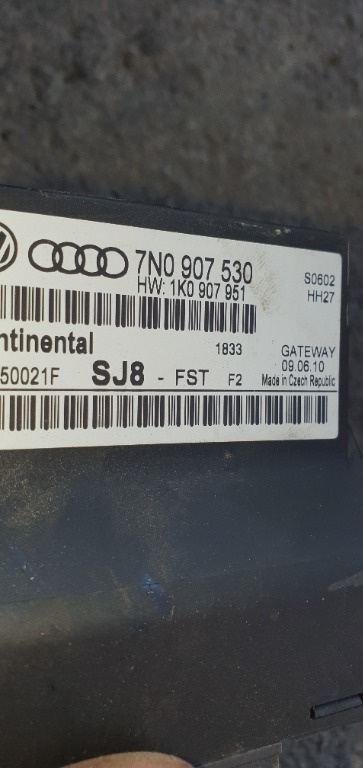 7N0 907 530
HW: 1K0 907 951
S0602
HH27
ntinental
1833
GATEWAY
50021F SJ8 - FST F2
09.06.10
Made in Czech Republic